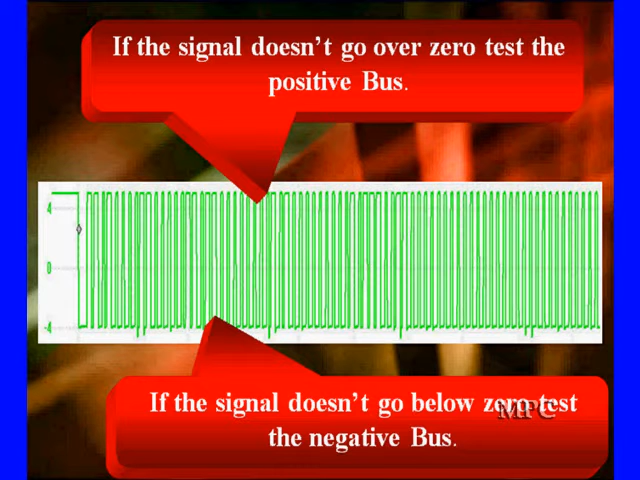 If the signal doesn't go over zero test the
positive Bus.
4
0
-4
If the signal doesn't go below zero test
MPC
the negative Bus.